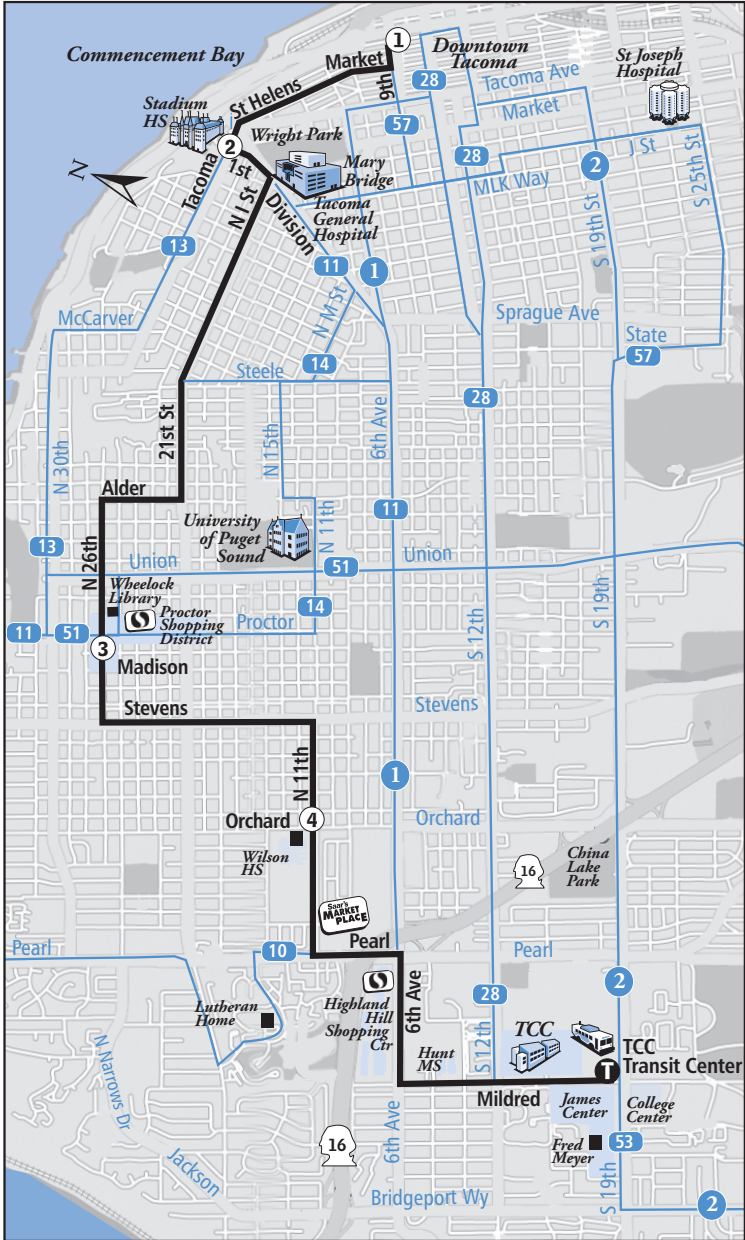 Commencement Bay
Market
1
Downtown
Tacoma
9th
28
Tacoma Ave
Market
St Joseph
Hospital
Stadium
HS
St Helens
57
Wright Park
2
1st
N
Tacoma
Mary
Bridge
28
2
J St
MLK Way
S 25th St
Tacoma
General
Hospital
N I St
Division
13
11
1
S 19th St
McCarver
N M St
Sprague Ave
State
57
14
Steele
28
21st St
N 15th
6th Ave
N 30th
Alder
11
University
of Puget
Sound
N 11th
13
N 26th
Union
51
Union
Wheelock
Library
14
S 19th
Proctor
Shopping
District
Proctor
S 12th
11
51
3
Madison
Stevens
Stevens
N 11th
1
Orchard
4
Orchard
Wilson
HS
16
China
Lake
Park
Saar's
MARKET
PLACE
Pearl
10
Pearl
Pearl
Highland
Hill
Shopping
Ctr
6th Ave
28
2
Lutheran
Home
TCC
TCC
Transit Center
T
N Narrows Dr
Hunt
MS
S 12th
Mildred
James
Center
College
Center
16
6th Ave
Fred
Meyer
53
Jackson
S 19th
Bridgeport Wy
2